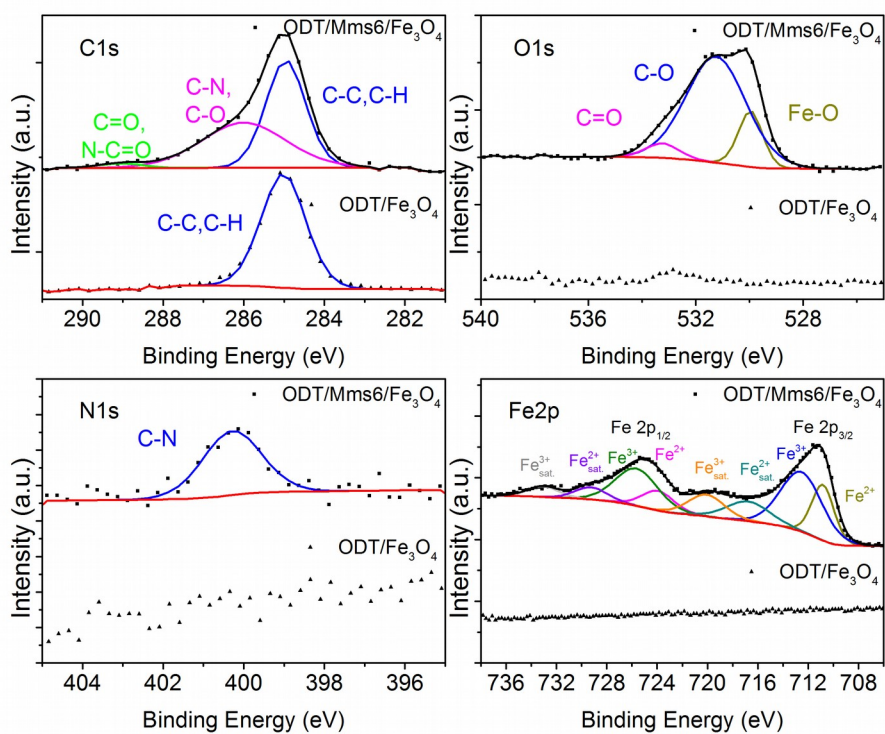 C1s
ODT/Mms6/Fe₃O₄
C-N,
C-O
C-C,C-H
C=O,
N-C=O
ODT/Fe₃O₄
C-C,C-H
Intensity (a.u.)
290 288 286 284 282
Binding Energy (eV)
O1s
ODT/Mms6/Fe₃O₄
C-O
C=O
Fe-O
ODT/Fe₃O₄
Intensity (a.u.)
540 536 532 528
Binding Energy (eV)
N1s
ODT/Mms6/Fe₃O₄
C-N
ODT/Fe₃O₄
Intensity (a.u.)
404 402 400 398 396
Binding Energy (eV)
Fe2p
ODT/Mms6/Fe₃O₄
Fe 2p₁/₂
Fe 2p₃/₂
Fe³⁺sat.
Fe²⁺sat.
Fe³⁺
Fe²⁺
Fe³⁺sat.
Fe²⁺sat.
Fe³⁺
Fe²⁺
ODT/Fe₃O₄
Intensity (a.u.)
736 732 728 724 720 716 712 708
Binding Energy (eV)